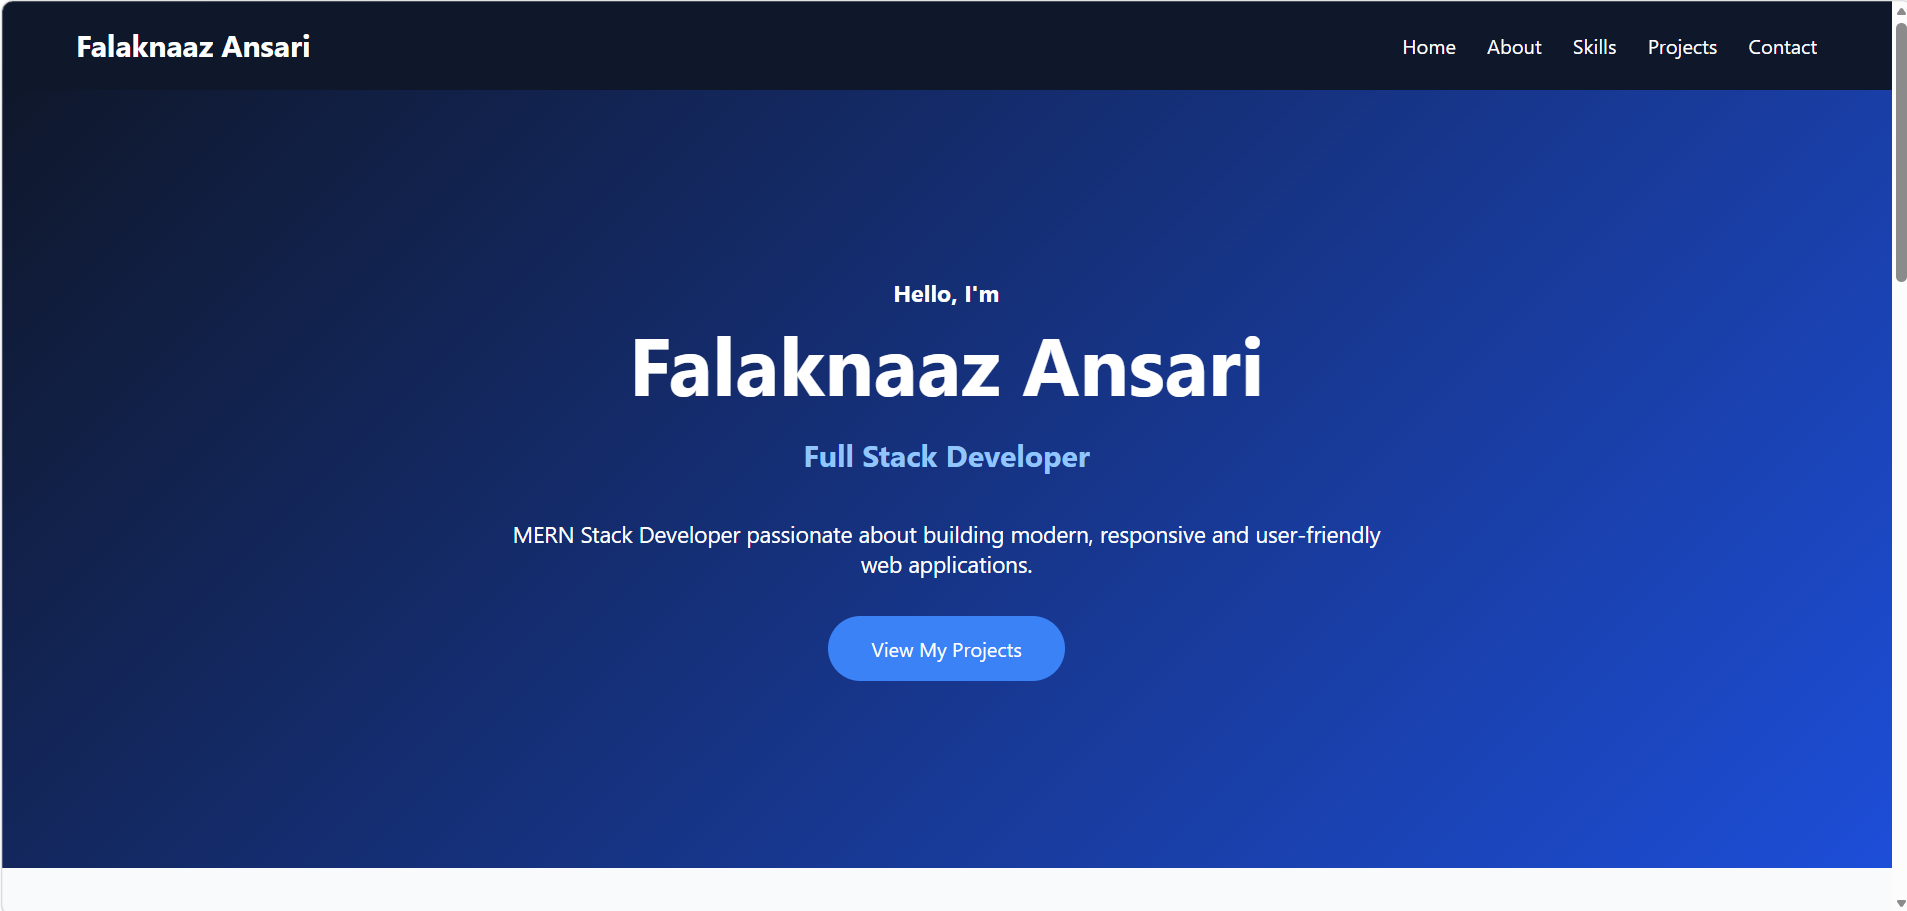 Falaknaaz Ansari
Home About Skills Projects Contact
Hello, I'm
Falaknaaz Ansari
Full Stack Developer
MERN Stack Developer passionate about building modern, responsive and user-friendly
web applications.
View My Projects